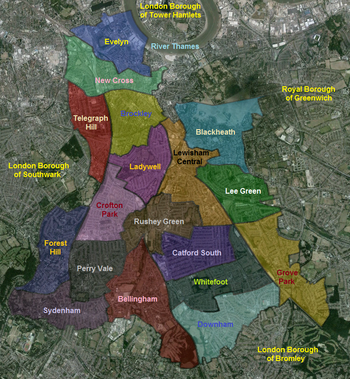 London Borough
of Tower Hamlets
Evelyn
River Thames
New Cross
Royal Borough
of Greenwich
Telegraph
Hill
Brockley
Blackheath
Lewisham
Central
London Borough
of Southwark
Ladywell
Lee Green
Crofton
Park
Rushey Green
Forest
Hill
Catford South
Perry Vale
Whitefoot
Grove
Park
Bellingham
Sydenham
Downham
London Borough
of Bromley